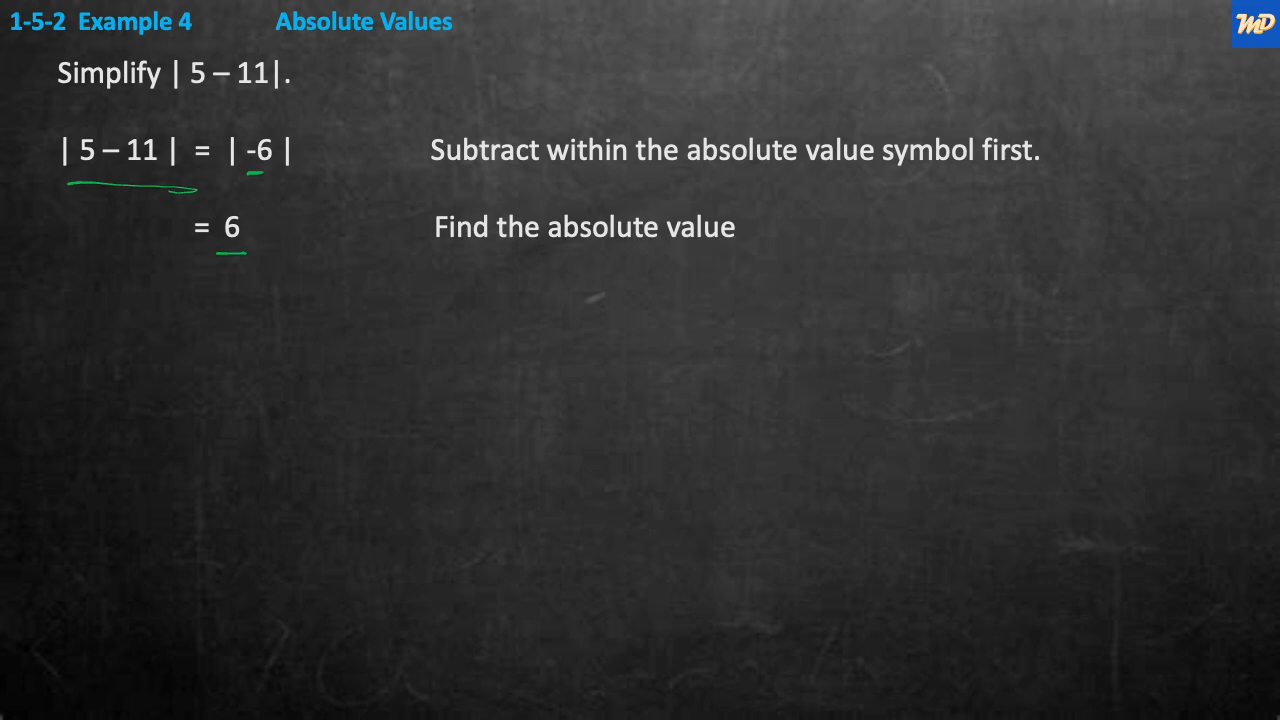 1-5-2 Example 4 Absolute Values
MD
Simplify | 5 – 11|.
| 5 – 11 | = | -6 | Subtract within the absolute value symbol first.
= 6 Find the absolute value